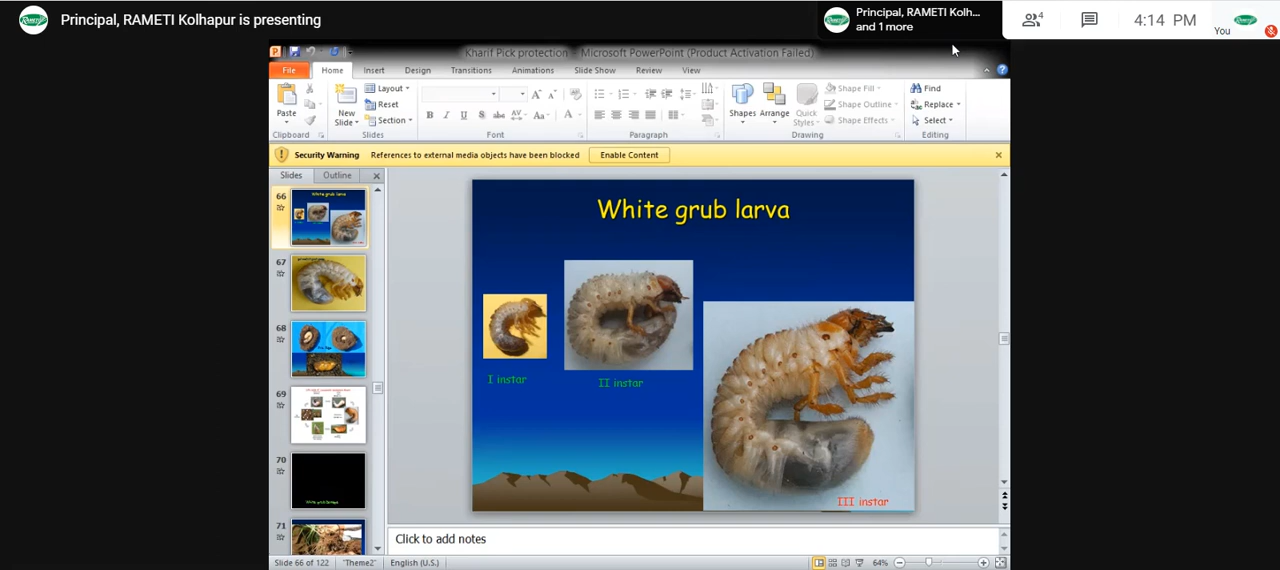 Principal, RAMETI Kolhapur is presenting
Principal, RAMETI Kolh...
and 1 more
4
4:14 PM
You
Kharif Pick protection - Microsoft PowerPoint (Product Activation Failed)
File Home Insert Design Transitions Animations Slide Show Review View
Paste
Clipboard
New
Slide
Layout
Reset
Section
Slides
Font
Paragraph
Shapes
Arrange
Quick
Styles
Shape Fill
Shape Outline
Shape Effects
Drawing
Find
Replace
Select
Editing
Security Warning References to external media objects have been blocked Enable Content
Slides Outline
66
White grub larva
67
68
69
70
71
White grub larva
I instar
II instar
III instar
Click to add notes
Slide 66 of 122 "Theme2" English (U.S.) 64%